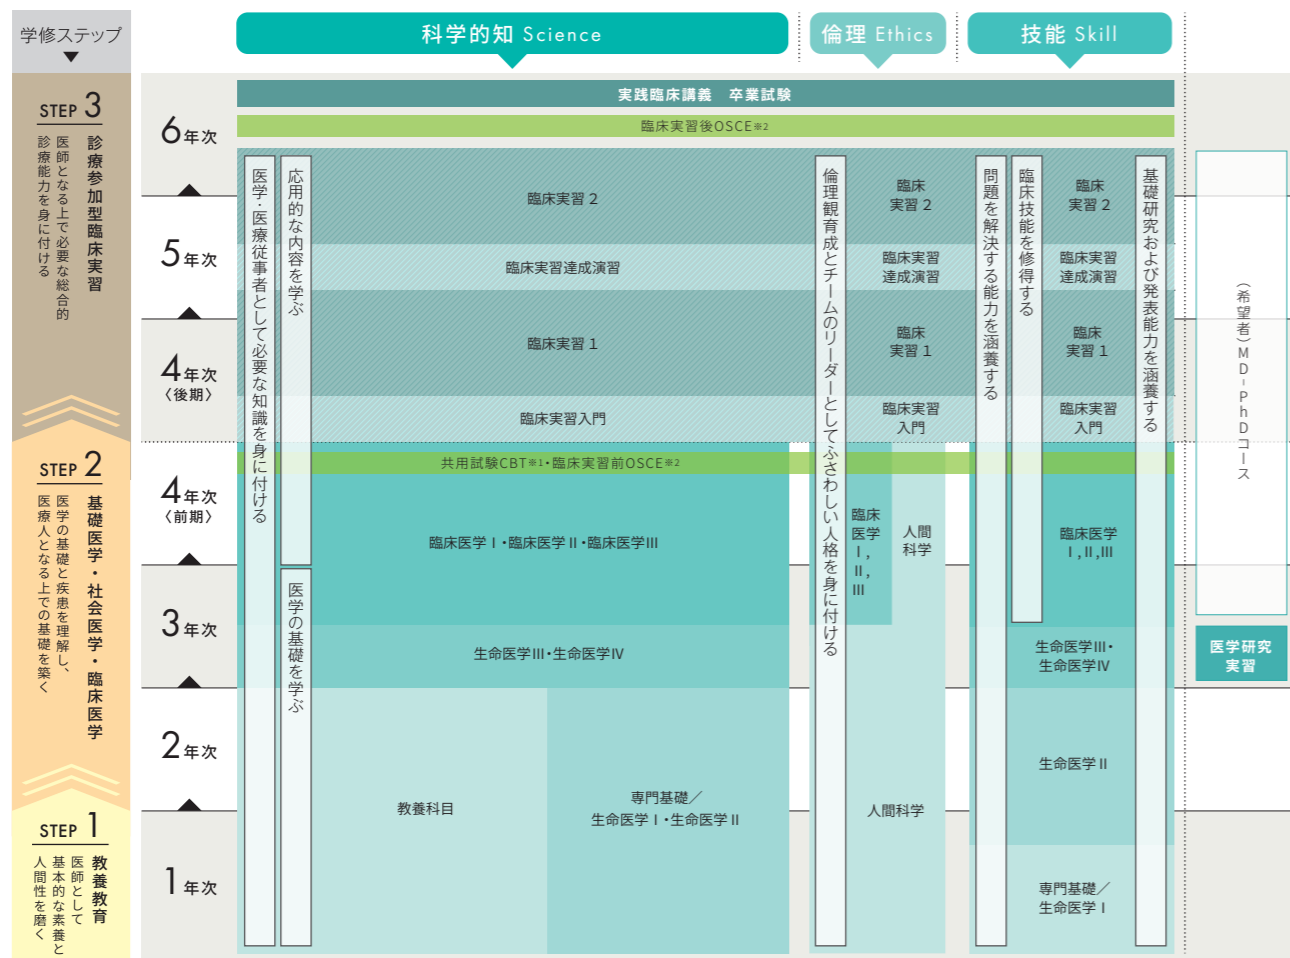 学修ステップ
科学的知 Science
倫理 Ethics
技能 Skill
STEP 3
診療参加型臨床実習
医師となる上で必要な総合的
診療能力を身に付ける
STEP 2
基礎医学・社会医学・臨床医学
医学の基礎と疾患を理解し、
医療人となる上での基礎を築く
STEP 1
教養教育
医師として
基本的な素養と
人間性を磨く
6年次
5年次
4年次
〈後期〉
4年次
〈前期〉
3年次
2年次
1年次
実践臨床講義 卒業試験
臨床実習後OSCE※2
医学・医療従事者として必要な知識を身に付ける
応用的な内容を学ぶ
医学の基礎を学ぶ
臨床実習2
臨床実習達成演習
臨床実習1
臨床実習入門
共用試験CBT※1・臨床実習前OSCE※2
臨床医学Ⅰ・臨床医学Ⅱ・臨床医学Ⅲ
生命医学Ⅲ・生命医学Ⅳ
教養科目
専門基礎／
生命医学Ⅰ・生命医学Ⅱ
倫理観育成とチームのリーダーとしてふさわしい人格を身に付ける
臨床
実習2
臨床実習
達成演習
臨床
実習1
臨床実習
入門
臨床
医学
Ⅰ,
Ⅱ,
Ⅲ
人間
科学
人間科学
問題を解決する能力を涵養する
臨床技能を修得する
臨床
実習2
臨床実習
達成演習
臨床
実習1
臨床実習
入門
臨床医学
Ⅰ,Ⅱ,Ⅲ
生命医学Ⅲ・
生命医学Ⅳ
生命医学Ⅱ
専門基礎／
生命医学Ⅰ
基礎研究および発表能力を涵養する
（希望者）MD-PhDコース
医学研究
実習